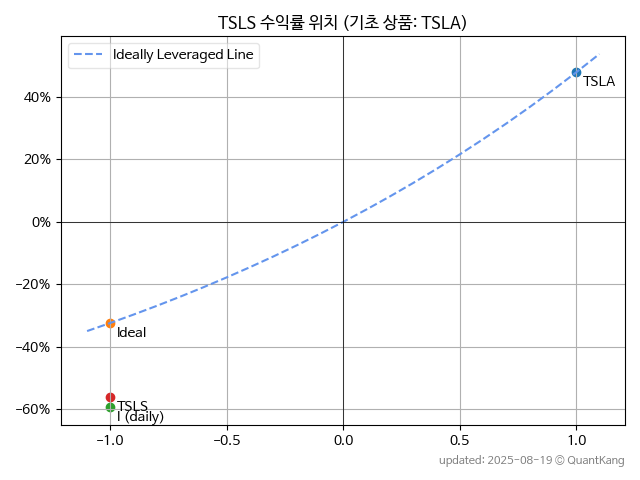 TSLS 수익률 위치 (기초 상품: TSLA)
Ideally Leveraged Line
TSLA
40%
20%
0%
−20%
−40%
−60%
Ideal
TSLS
I (daily)
−1.0
−0.5
0.0
0.5
1.0
updated: 2025-08-19 © QuantKang